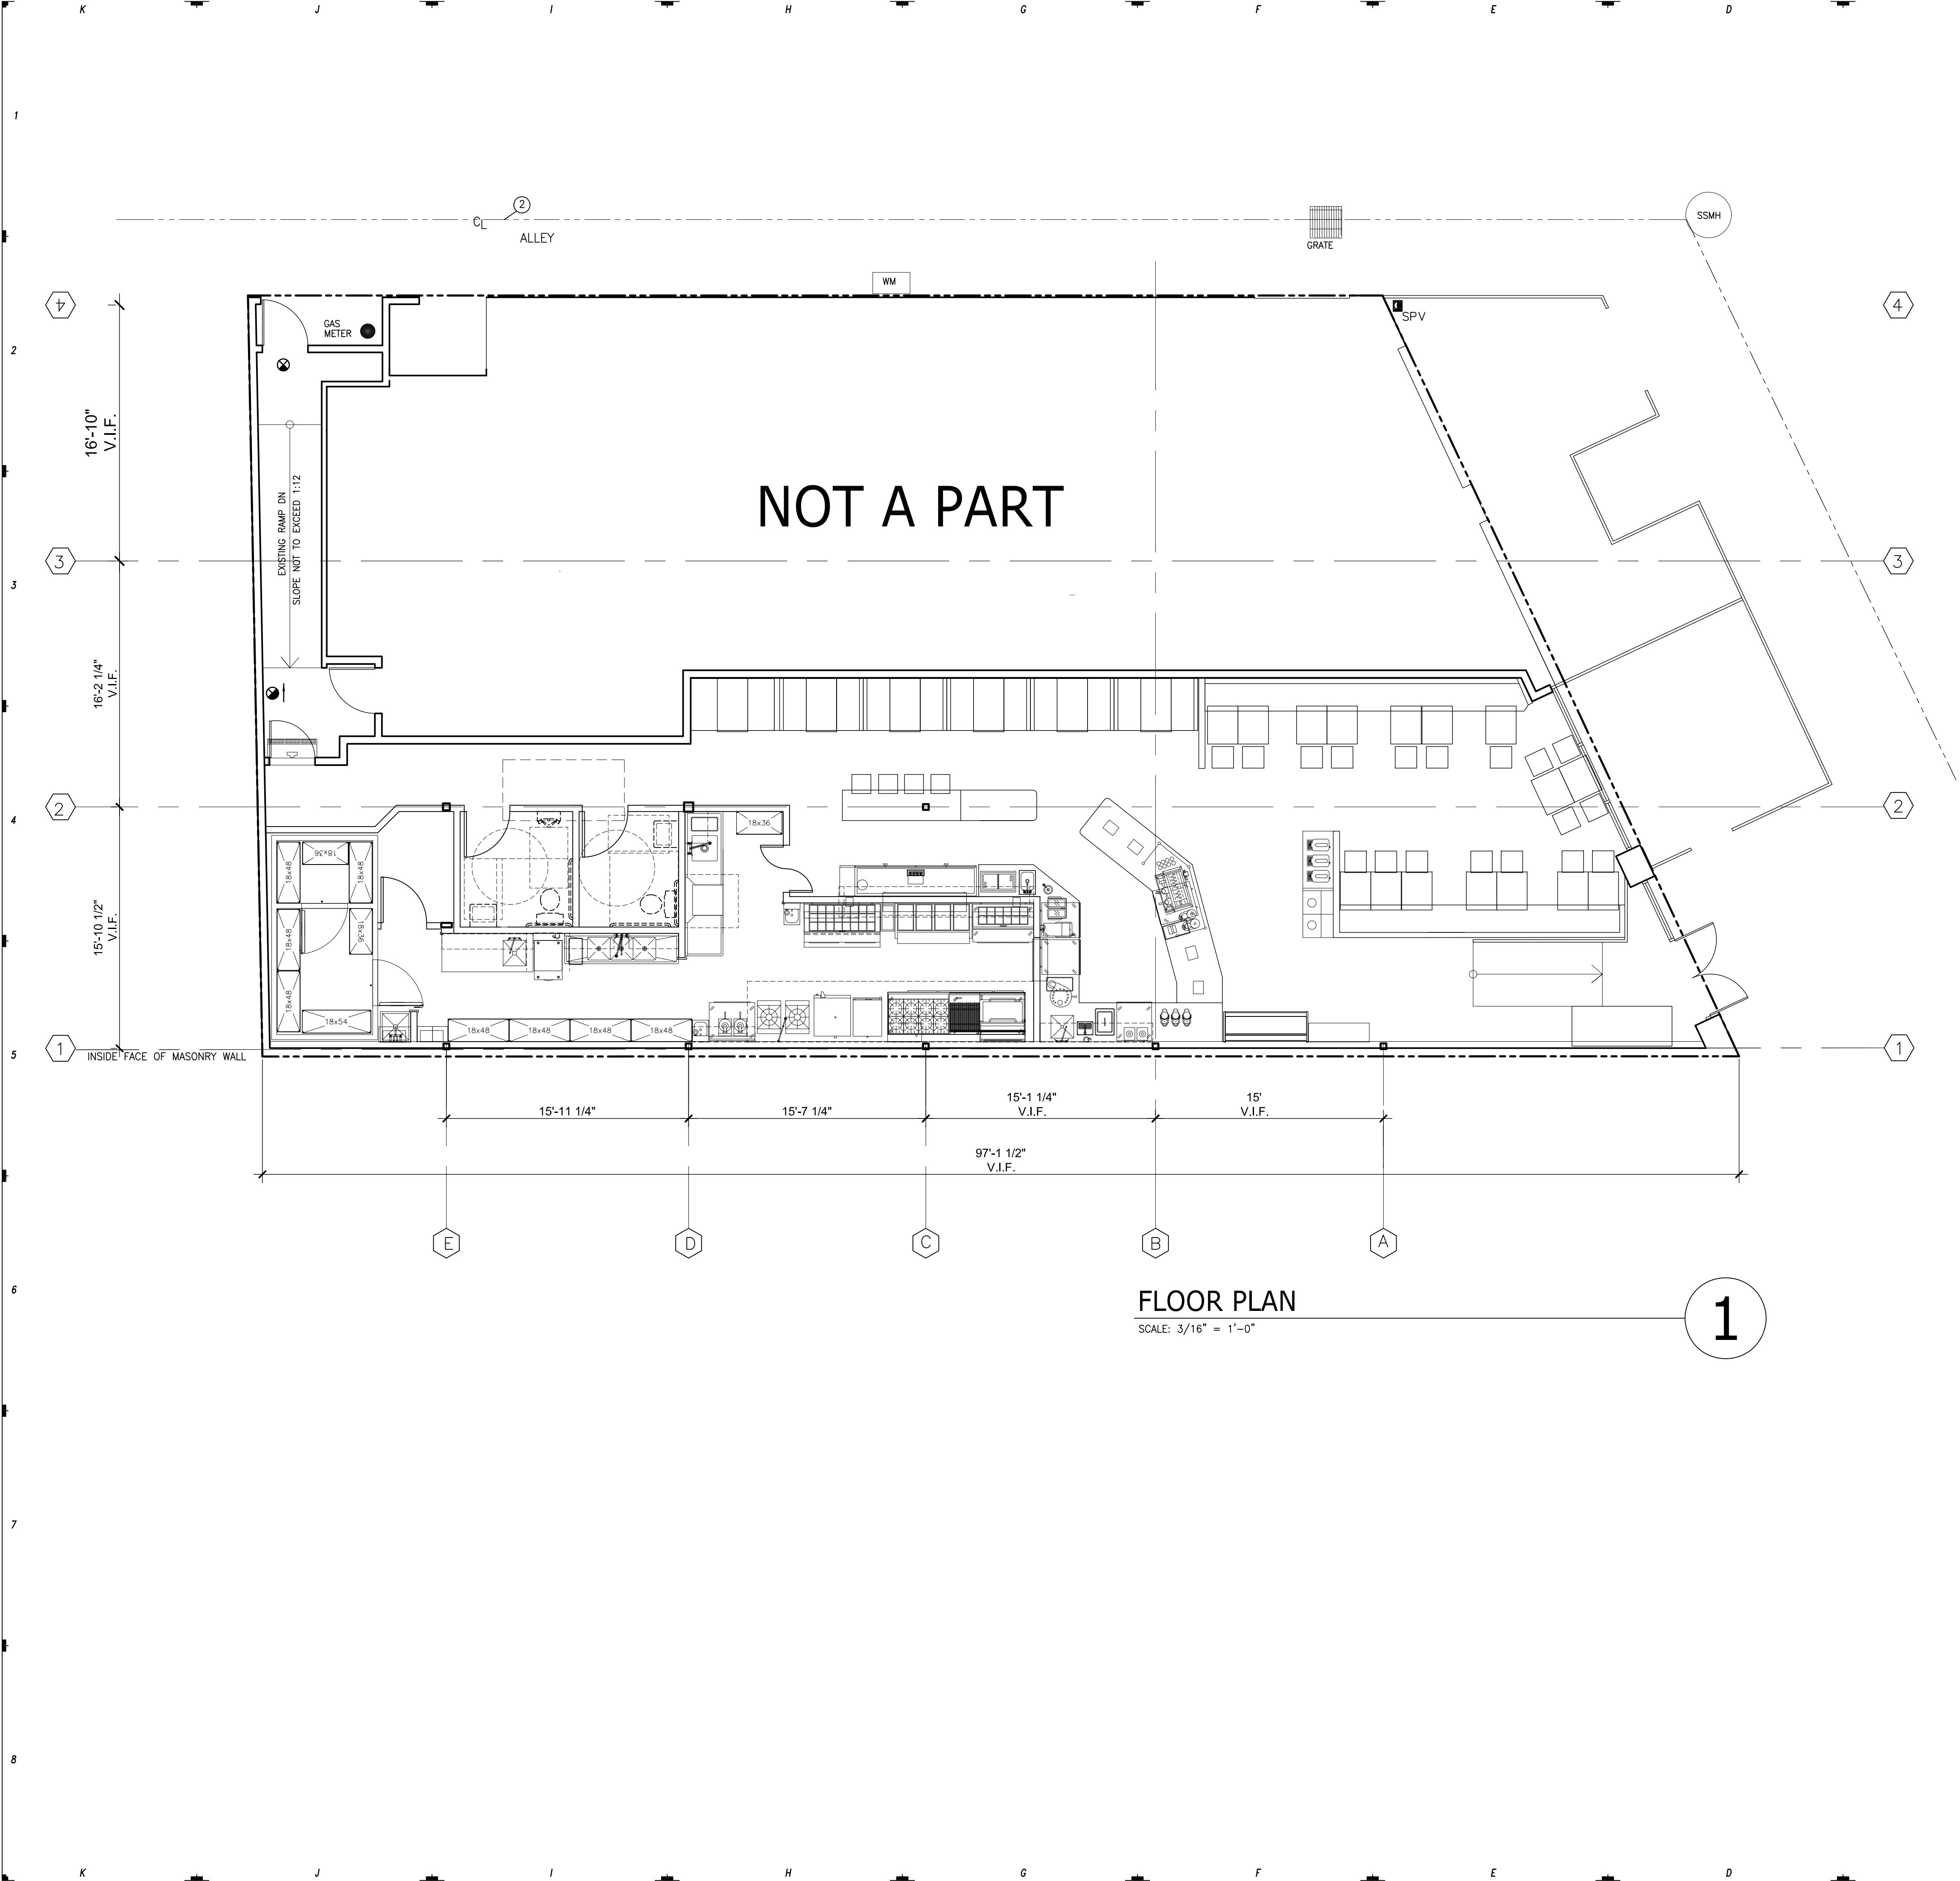 K J I H G F E D
1
2
C L
ALLEY
GRATE
SSMH
WM
4
4
GAS
METER
SPV
2
16'-10"
V.I.F.
EXISTING RAMP DN
SLOPE NOT TO EXCEED 1:12
NOT A PART
3
3
3
16'-2 1/4"
V.I.F.
2
2
4
18x36
18x48
18x36
18x48
18x48
18x36
18x48
18x54
15'-10 1/2"
V.I.F.
18x48
18x48
18x48
18x48
1
1
5
INSIDE FACE OF MASONRY WALL
15'-11 1/4"
15'-7 1/4"
15'-1 1/4"
V.I.F.
15'
V.I.F.
97'-1 1/2"
V.I.F.
E D C B A
6
FLOOR PLAN
SCALE: 3/16" = 1'-0"
1
7
8
K J I H G F E D